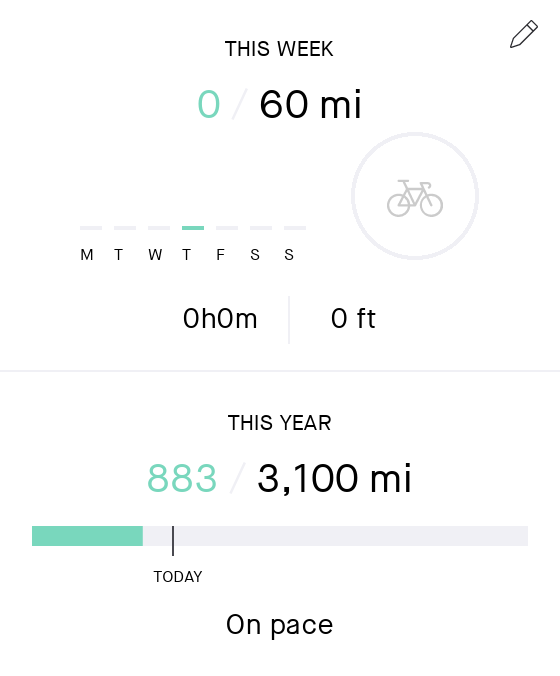 THIS WEEK
0 / 60 mi
M T W T F S S
0h0m 0 ft
THIS YEAR
883 / 3,100 mi
TODAY
On pace